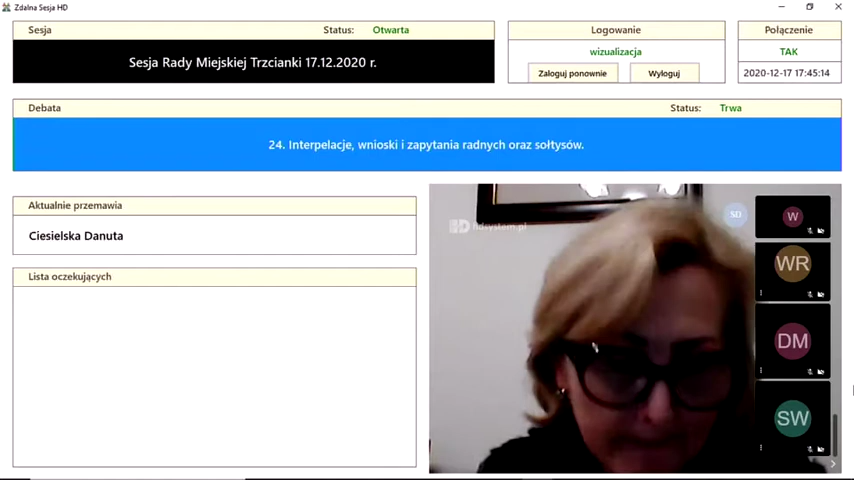 Zdalna Sesja HD
Sesja
Status: Otwarta
Sesja Rady Miejskiej Trzcianki 17.12.2020 r.
Logowanie
wizualizacja
Zaloguj ponownie
Wyloguj
Połączenie
TAK
2020-12-17 17:45:14
Debata
Status: Trwa
24. Interpelacje, wnioski i zapytania radnych oraz sołtysów.
Aktualnie przemawia
Ciesielska Danuta
Lista oczekujących
hdsystem.pl
SD
W
WR
DM
SW